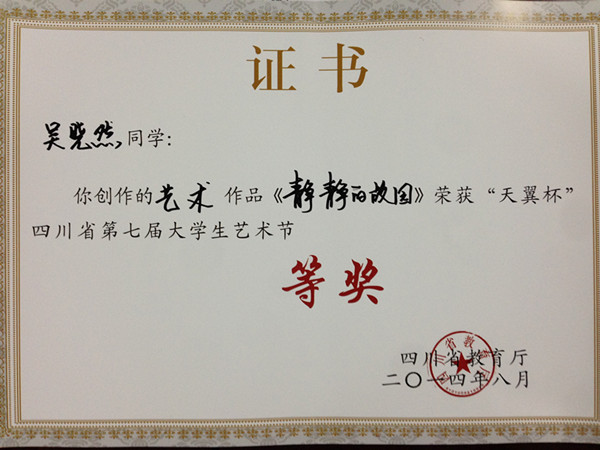 证书
吴晓然同学:
你创作的艺术作品《静静的故园》荣获“天翼杯”
四川省第七届大学生艺术节
等奖
四川省教育厅
二〇一四年八月